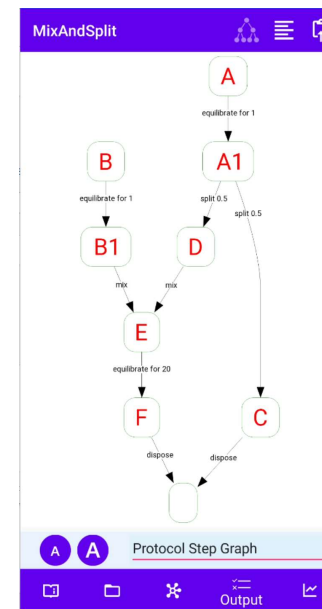 MixAndSplit
A
equilibrate for 1
B
A1
equilibrate for 1
split 0.5
split 0.5
B1
D
mix
mix
E
equilibrate for 20
F
C
dispose
dispose
A
A
Protocol Step Graph
Output